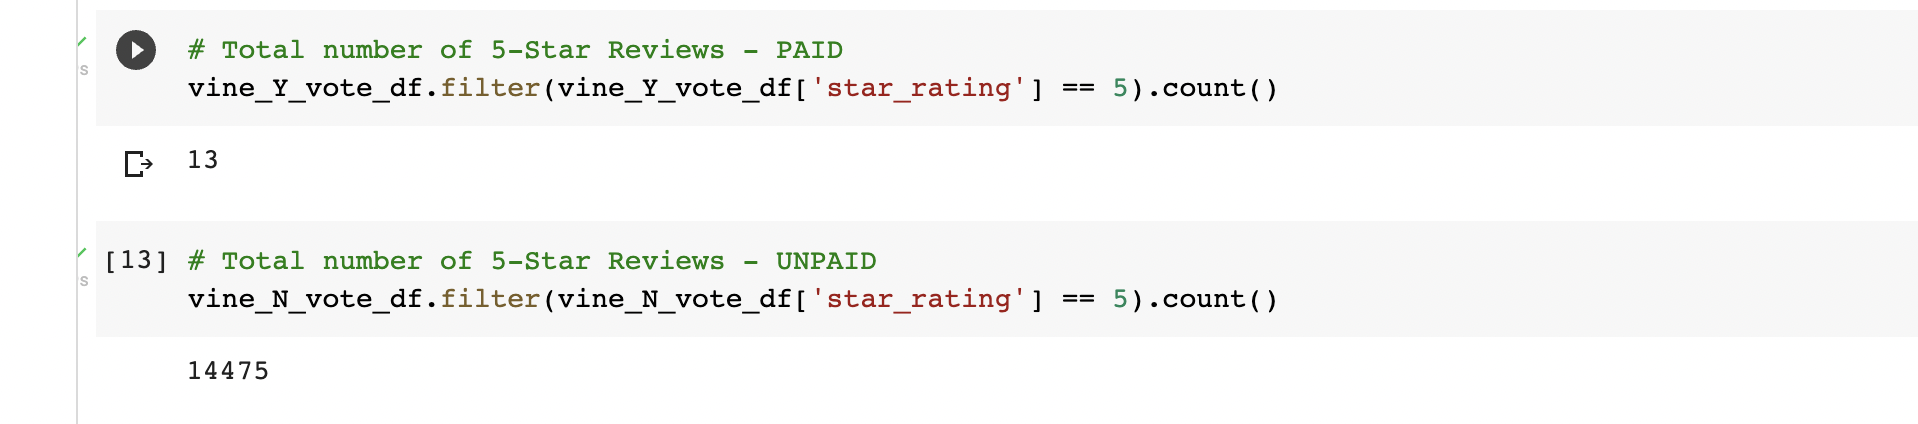 # Total number of 5-Star Reviews - PAID
s
vine_Y_vote_df.filter(vine_Y_vote_df['star_rating'] == 5).count()
13
[13] # Total number of 5-Star Reviews - UNPAID
s
vine_N_vote_df.filter(vine_N_vote_df['star_rating'] == 5).count()
14475